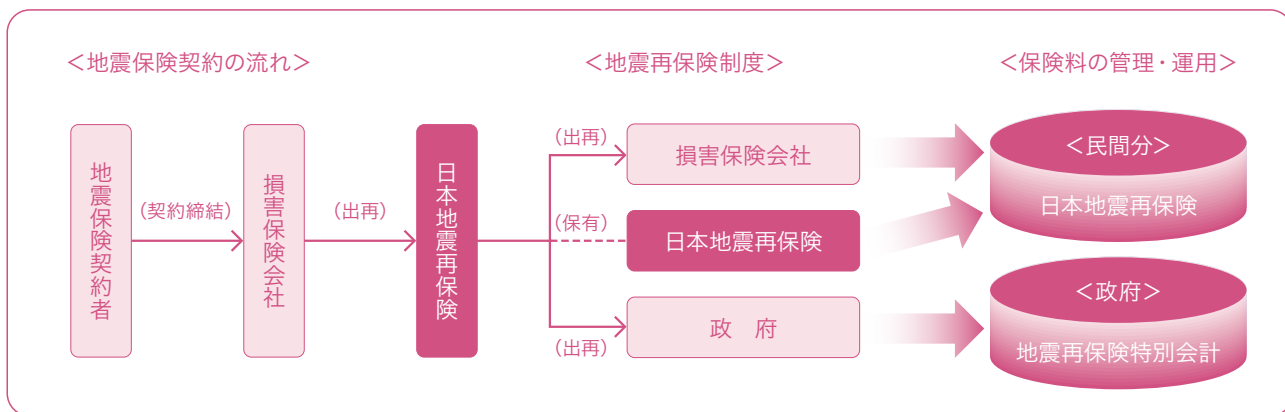 ＜地震保険契約の流れ＞
地震保険契約者
（契約締結）
損害保険会社
（出再）
日本地震再保険
＜地震再保険制度＞
（出再）
損害保険会社
（保有）
日本地震再保険
（出再）
政　府
＜保険料の管理・運用＞
＜民間分＞
日本地震再保険
＜政府＞
地震再保険特別会計